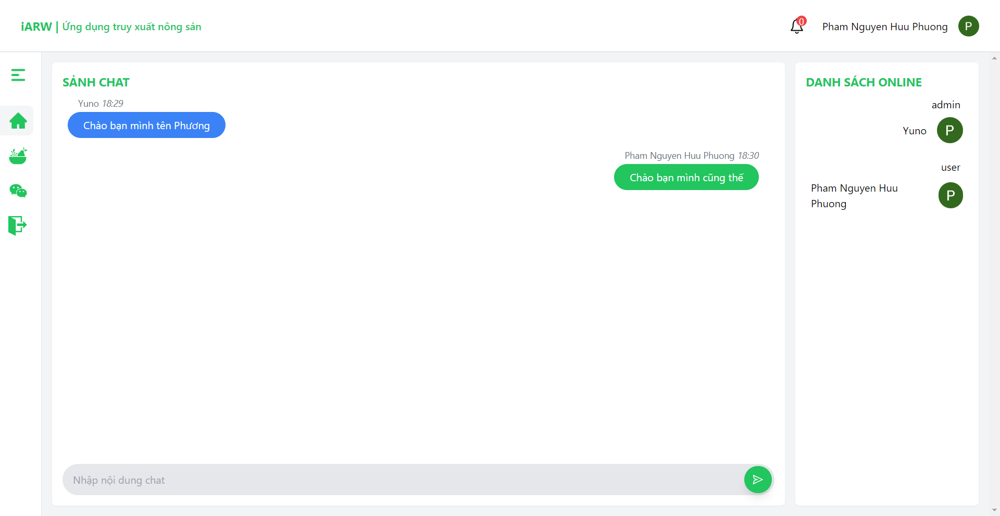 iARW | Ứng dụng truy xuất nông sản
0
Pham Nguyen Huu Phuong
P
SẢNH CHAT
Yuno 18:29
Chào bạn mình tên Phương
Pham Nguyen Huu Phuong 18:30
Chào bạn mình cũng thế
Nhập nội dung chat
DANH SÁCH ONLINE
admin
Yuno
P
user
Pham Nguyen Huu
Phuong
P